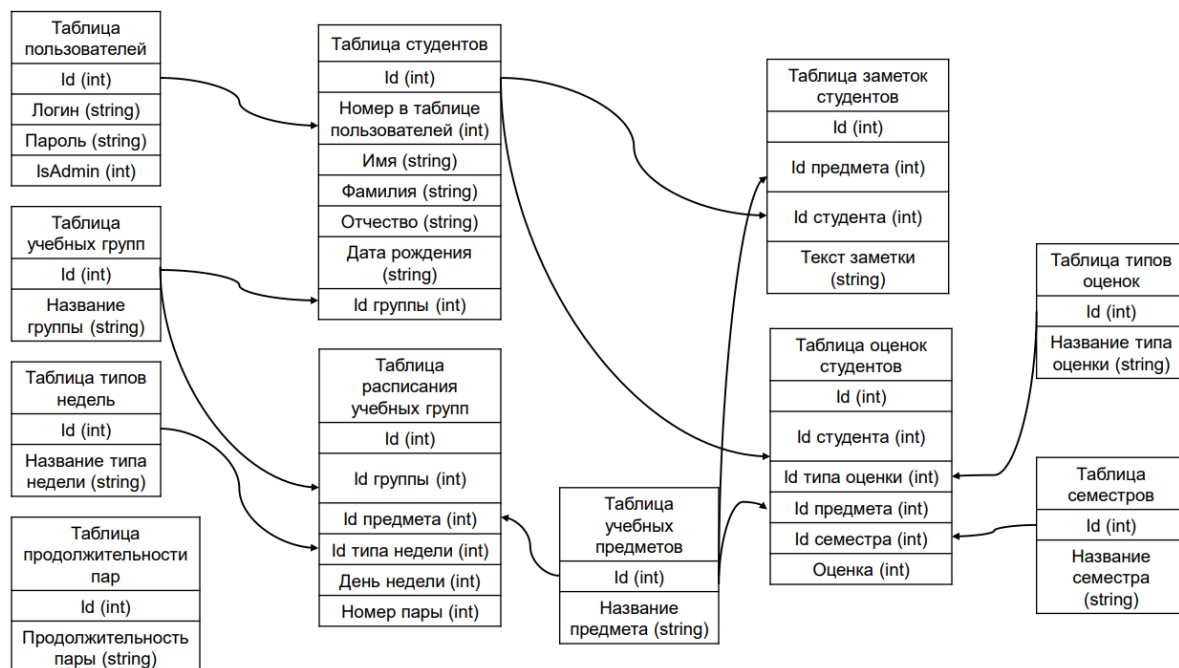 Таблица
пользователей
Id (int)
Логин (string)
Пароль (string)
IsAdmin (int)
Таблица
учебных групп
Id (int)
Название
группы (string)
Таблица типов
недель
Id (int)
Название типа
недели (string)
Таблица
продолжительности
пар
Id (int)
Продолжительность
пары (string)
Таблица студентов
Id (int)
Номер в таблице
пользователей (int)
Имя (string)
Фамилия (string)
Отчество (string)
Дата рождения
(string)
Id группы (int)
Таблица
расписания
учебных групп
Id (int)
Id группы (int)
Id предмета (int)
Id типа недели (int)
День недели (int)
Номер пары (int)
Таблица
учебных
предметов
Id (int)
Название
предмета (string)
Таблица заметок
студентов
Id (int)
Id предмета (int)
Id студента (int)
Текст заметки
(string)
Таблица оценок
студентов
Id (int)
Id студента (int)
Id типа оценки (int)
Id предмета (int)
Id семестра (int)
Оценка (int)
Таблица типов
оценок
Id (int)
Название типа
оценки (string)
Таблица
семестров
Id (int)
Название
семестра
(string)